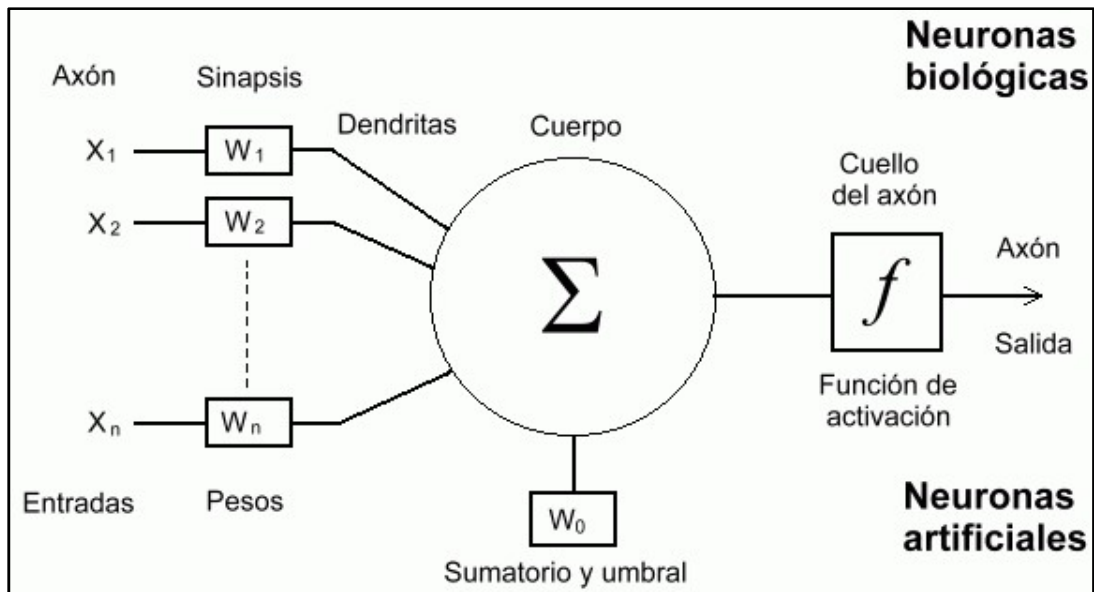 Neuronas
biológicas
Axón
Sinapsis
Dendritas
Cuerpo
Cuello
del axón
X1
W1
X2
W2
Σ
f
Axón
Salida
Función de
activación
Xn
Wn
Entradas
Pesos
W0
Sumatorio y umbral
Neuronas
artificiales